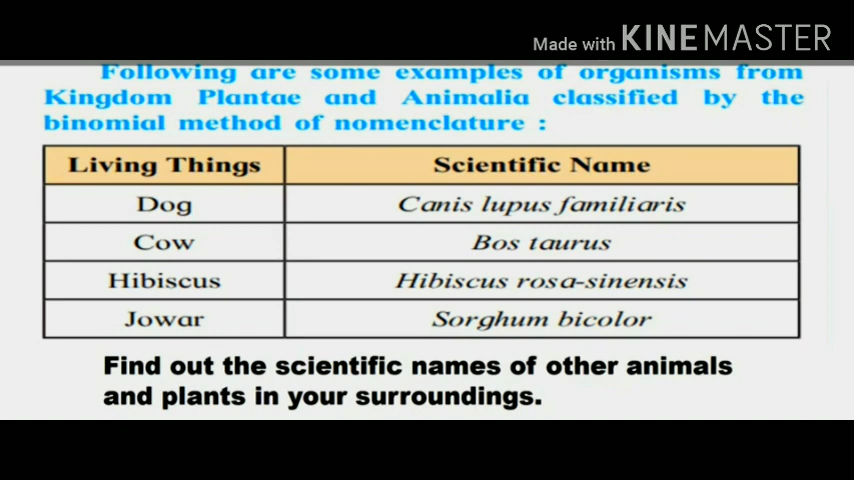 Made with KINEMASTER
Following are some examples of organisms from
Kingdom Plantae and Animalia classified by the
binomial method of nomenclature :
Living Things Scientific Name
Dog Canis lupus familiaris
Cow Bos taurus
Hibiscus Hibiscus rosa-sinensis
Jowar Sorghum bicolor
Find out the scientific names of other animals
and plants in your surroundings.